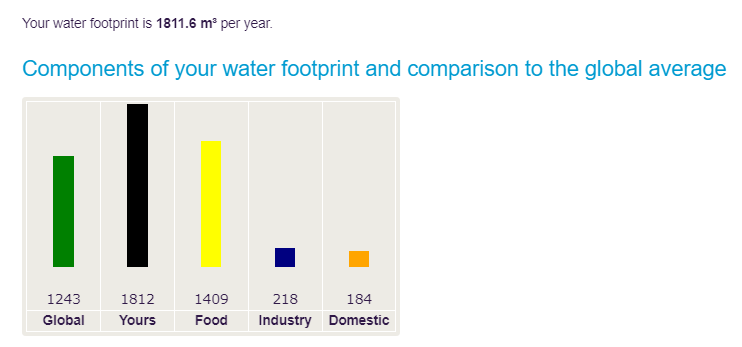 Your water footprint is 1811.6 m³ per year.
Components of your water footprint and comparison to the global average
1243 1812 1409 218 184
Global Yours Food Industry Domestic